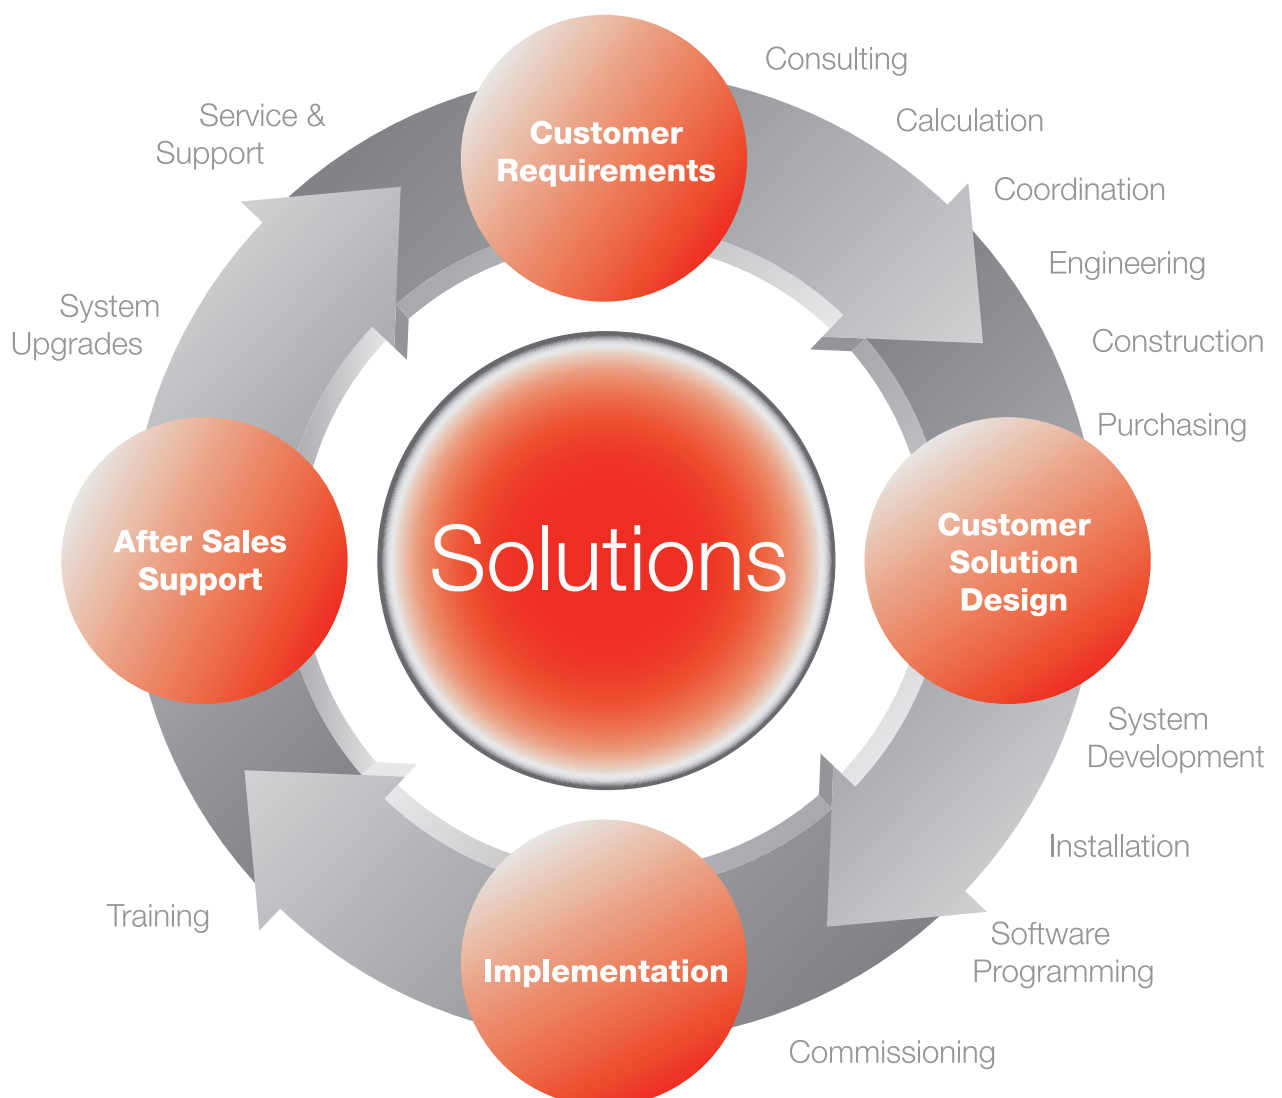 Consulting
Calculation
Coordination
Engineering
Construction
Purchasing
Service &
Support
System
Upgrades
Customer
Requirements
Solutions
After Sales
Support
Customer
Solution
Design
System
Development
Installation
Software
Programming
Commissioning
Implementation
Training